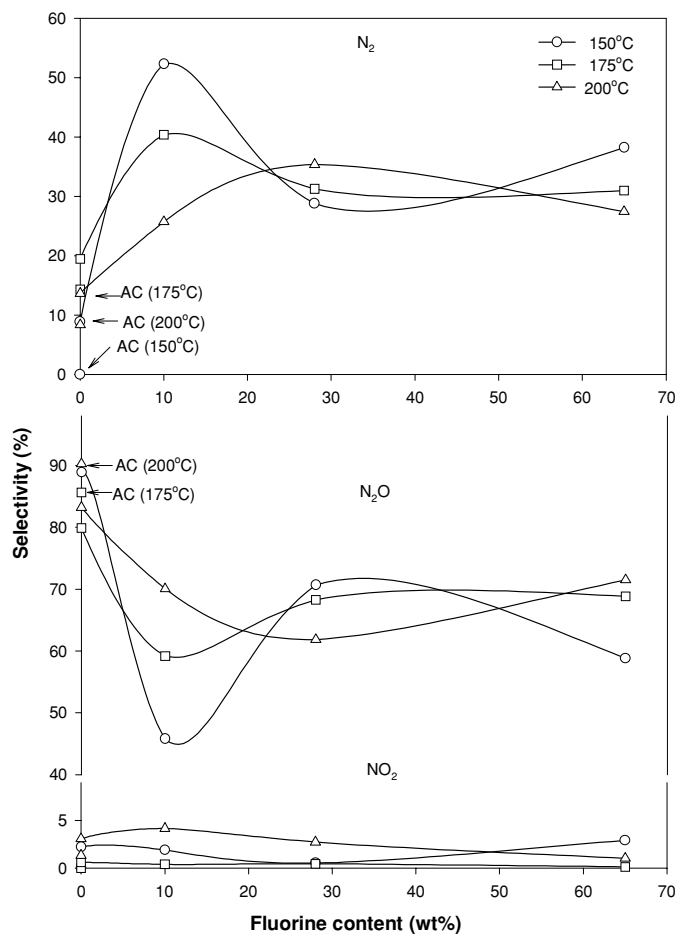 60
50
40
30
20
10
0
N₂
150°C
175°C
200°C
AC (175°C)
AC (200°C)
AC (150°C)
0 10 20 30 40 50 60 70
Selectivity (%)
90
80
70
60
50
40
AC (200°C)
AC (175°C)
N₂O
NO₂
5
0
0 10 20 30 40 50 60 70
Fluorine content (wt%)